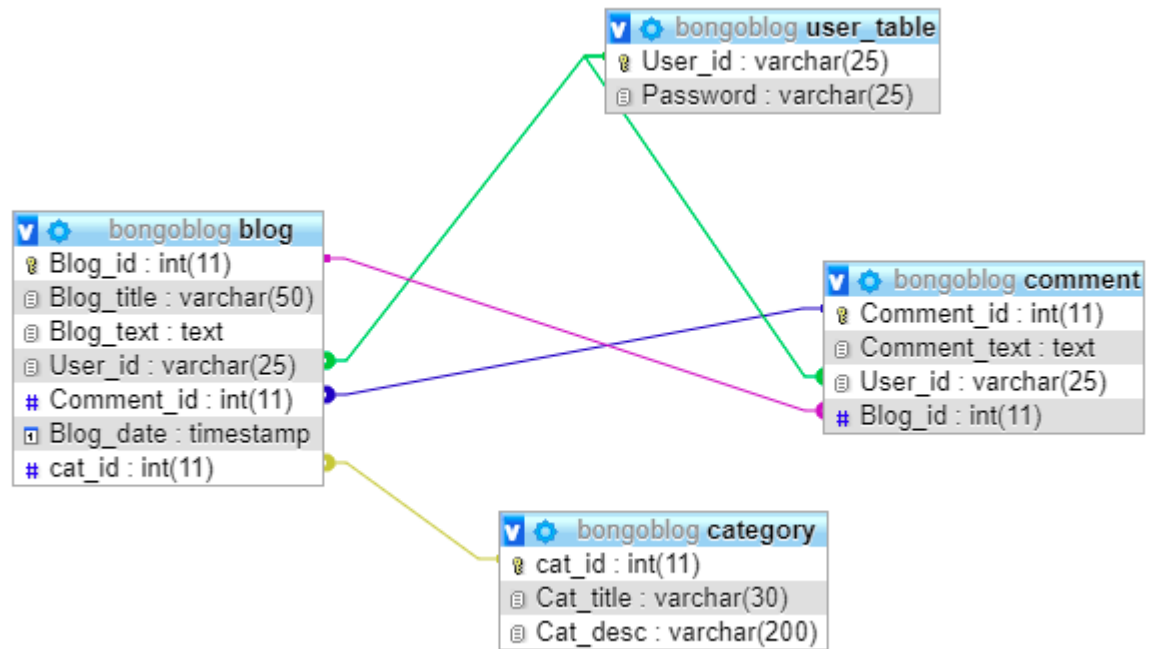 bongoblog user_table
User_id : varchar(25)
Password : varchar(25)
bongoblog blog
Blog_id : int(11)
Blog_title : varchar(50)
Blog_text : text
User_id : varchar(25)
# Comment_id : int(11)
Blog_date : timestamp
# cat_id : int(11)
bongoblog comment
Comment_id : int(11)
Comment_text : text
User_id : varchar(25)
# Blog_id : int(11)
bongoblog category
cat_id : int(11)
Cat_title : varchar(30)
Cat_desc : varchar(200)